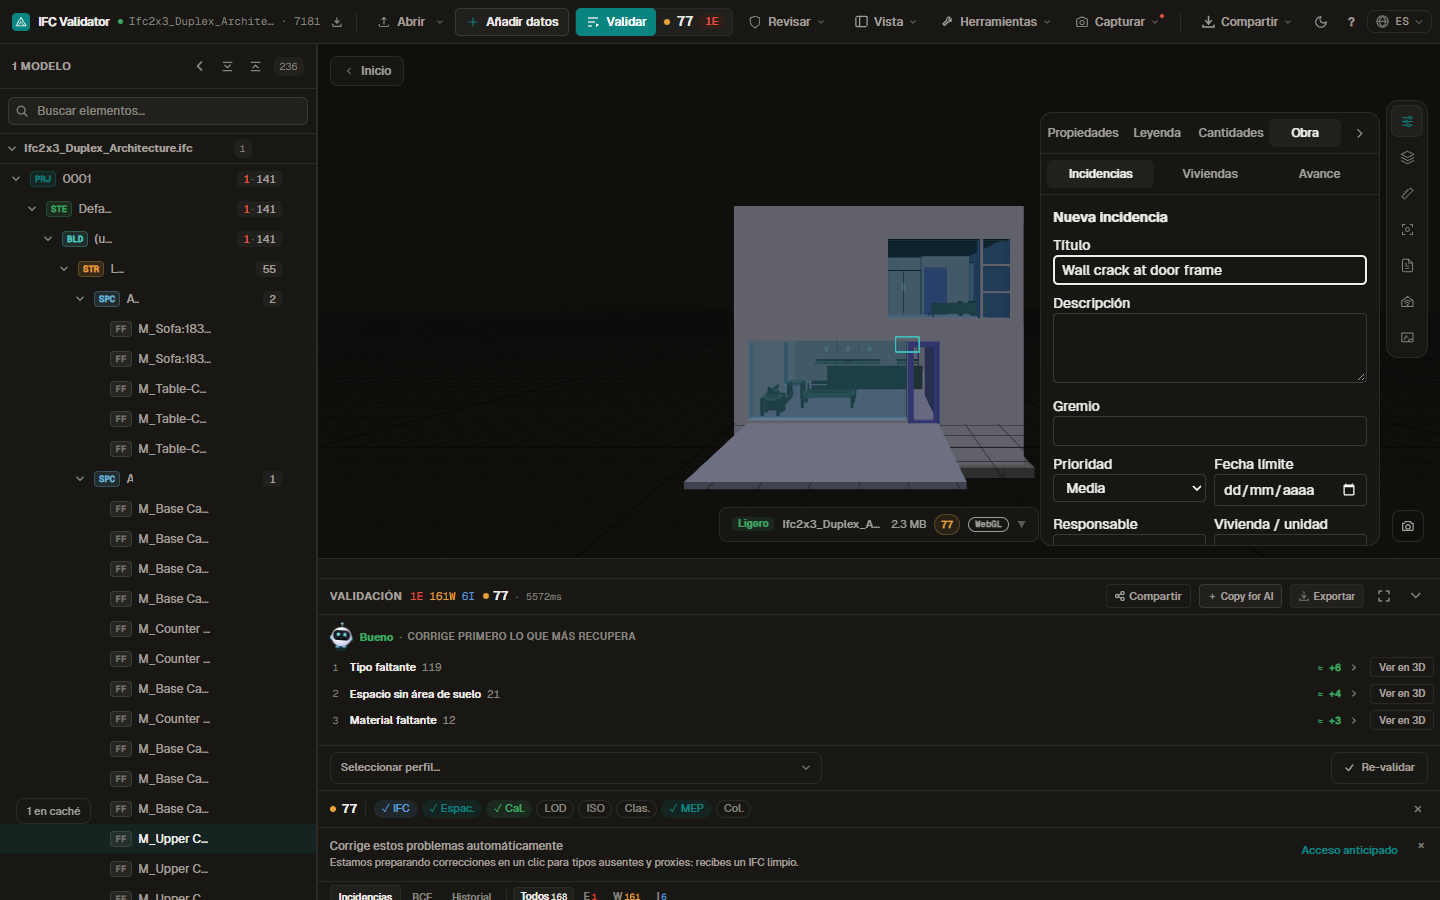 IFC Validator Ifc2x3_Duplex_Archite… · 7181 Abrir Añadir datos Validar 77 1E Revisar Vista Herramientas Capturar Compartir ? ES
1 MODELO 236
Buscar elementos…
Ifc2x3_Duplex_Architecture.ifc 1
PRJ 0001 1·141
STE Defa… 1·141
BLD (u… 1·141
STR L… 55
SPC A… 2
FF M_Sofa:183…
FF M_Sofa:183…
FF M_Table-C…
FF M_Table-C…
FF M_Table-C…
SPC A 1
FF M_Base Ca…
FF M_Base Ca…
FF M_Base Ca…
FF M_Base Ca…
FF M_Counter …
FF M_Counter …
FF M_Base Ca…
FF M_Counter …
FF M_Base Ca…
FF M_Base Ca…
FF M_Base Ca…
1 en caché
FF M_Upper C…
FF M_Upper C…
FF M_Upper C…
Inicio
Propiedades Leyenda Cantidades Obra
Incidencias Viviendas Avance
Nueva incidencia
Título
Wall crack at door frame
Descripción
Gremio
Prioridad Fecha límite
Media dd/mm/aaaa
Responsable Vivienda / unidad
Ligero Ifc2x3_Duplex_A… 2.3 MB 77 WebGL
VALIDACIÓN 1E 161W 6I 77 · 5572ms Compartir Copy for AI Exportar
Bueno · CORRIGE PRIMERO LO QUE MÁS RECUPERA
1 Tipo faltante 119 ≈ +6 Ver en 3D
2 Espacio sin área de suelo 21 ≈ +4 Ver en 3D
3 Material faltante 12 ≈ +3 Ver en 3D
Seleccionar perfil… Re-validar
77 ✓ IFC ✓ Espac. ✓ Cal. LOD ISO Clas. ✓ MEP Col. ×
Corrige estos problemas automáticamente
Estamos preparando correcciones en un clic para tipos ausentes y proxies: recibes un IFC limpio.
Acceso anticipado ×
Incidencias BCF Historial Todos 168 E 1 W 161 I 6